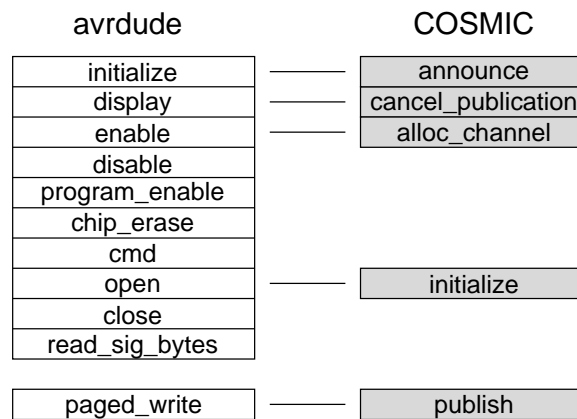 avrdude COSMIC
initialize announce
display cancel_publication
enable alloc_channel
disable
program_enable
chip_erase
cmd
open initialize
close
read_sig_bytes
paged_write publish